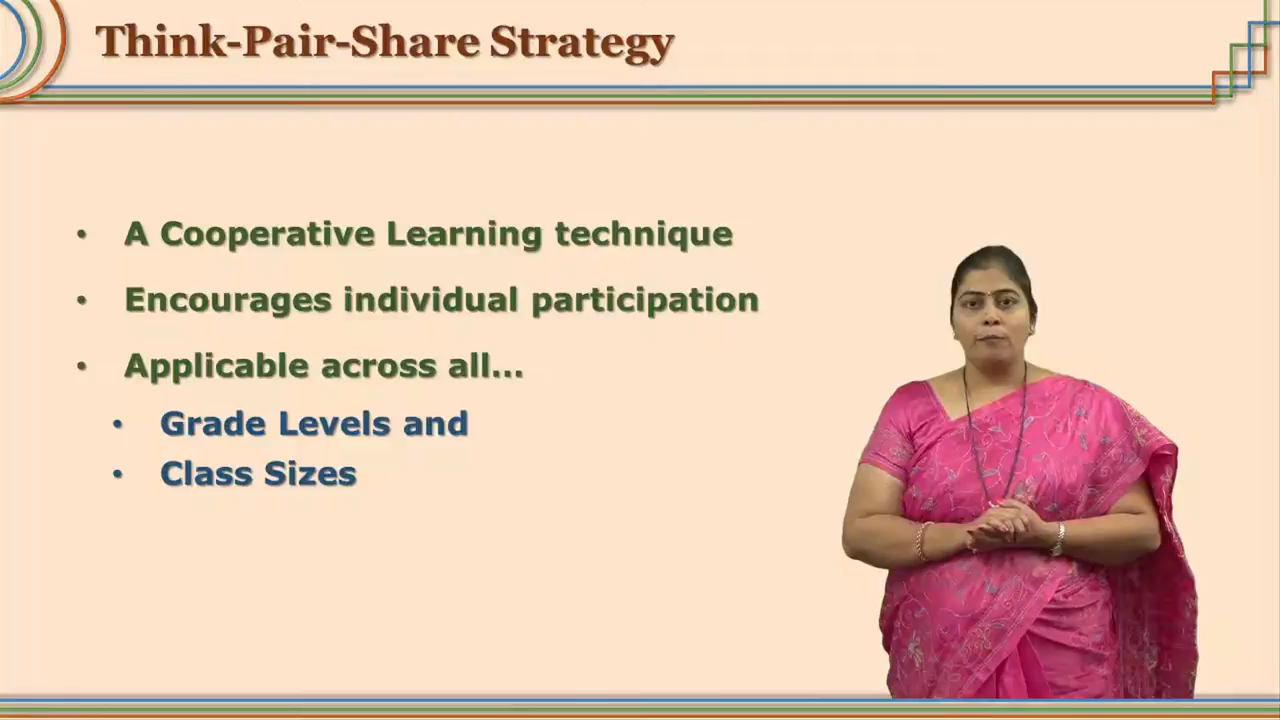 Think-Pair-Share Strategy
• A Cooperative Learning technique
• Encourages individual participation
• Applicable across all...
• Grade Levels and
• Class Sizes